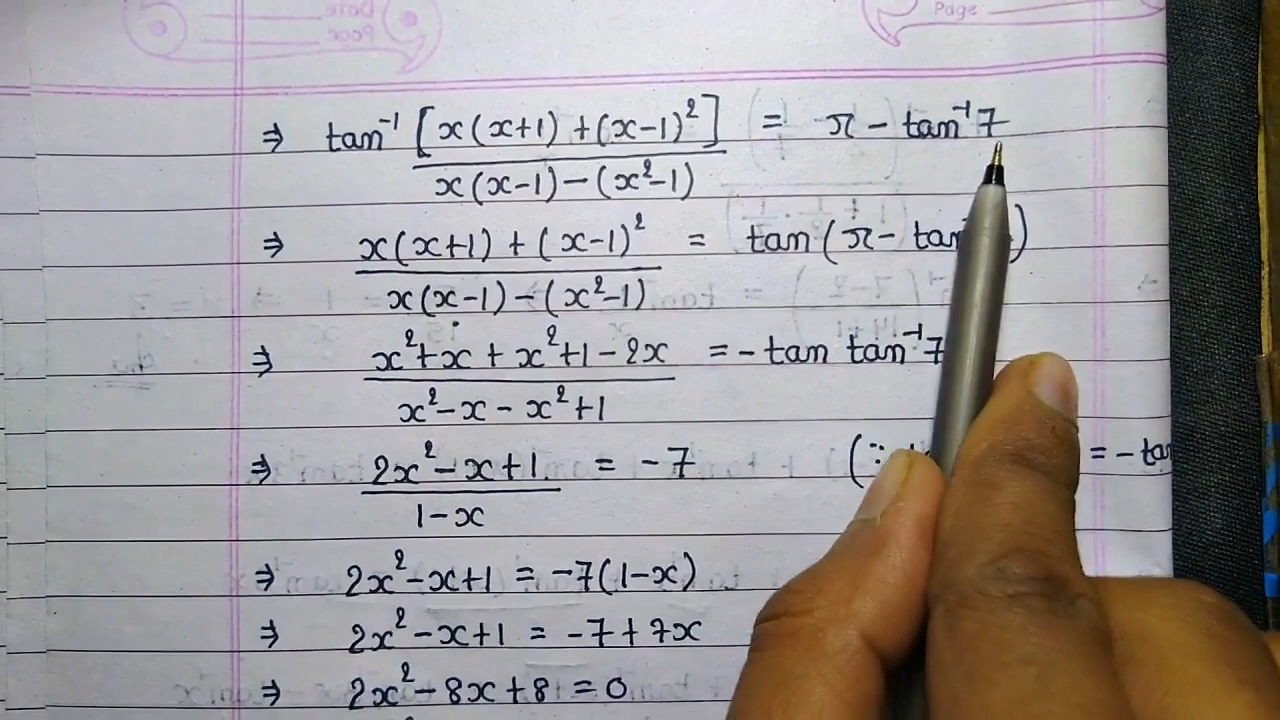 Page
⇒ tan⁻¹ [x(x+1) + (x-1)²] / x(x-1) - (x²-1) = π - tan⁻¹7
⇒ x(x+1) + (x-1)² / x(x-1) - (x²-1) = tan(π - tan )
⇒ x²+x + x²+1 - 2x / x²-x - x²+1 = - tan tan⁻¹7
⇒ 2x²-x+1 / 1-x = -7 (∵ = -ta
⇒ 2x²-x+1 = -7(1-x)
⇒ 2x²-x+1 = -7+7x
⇒ 2x²-8x+8 = 0